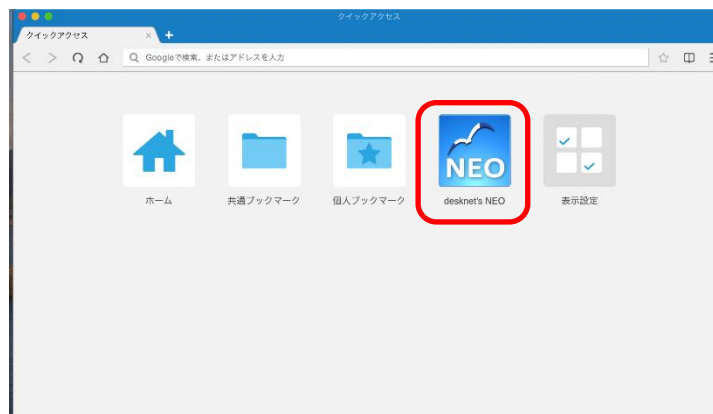 クイックアクセス
クイックアクセス
Googleで検索、またはアドレスを入力
NEO
ホーム
共通ブックマーク
個人ブックマーク
desknet's NEO
表示設定